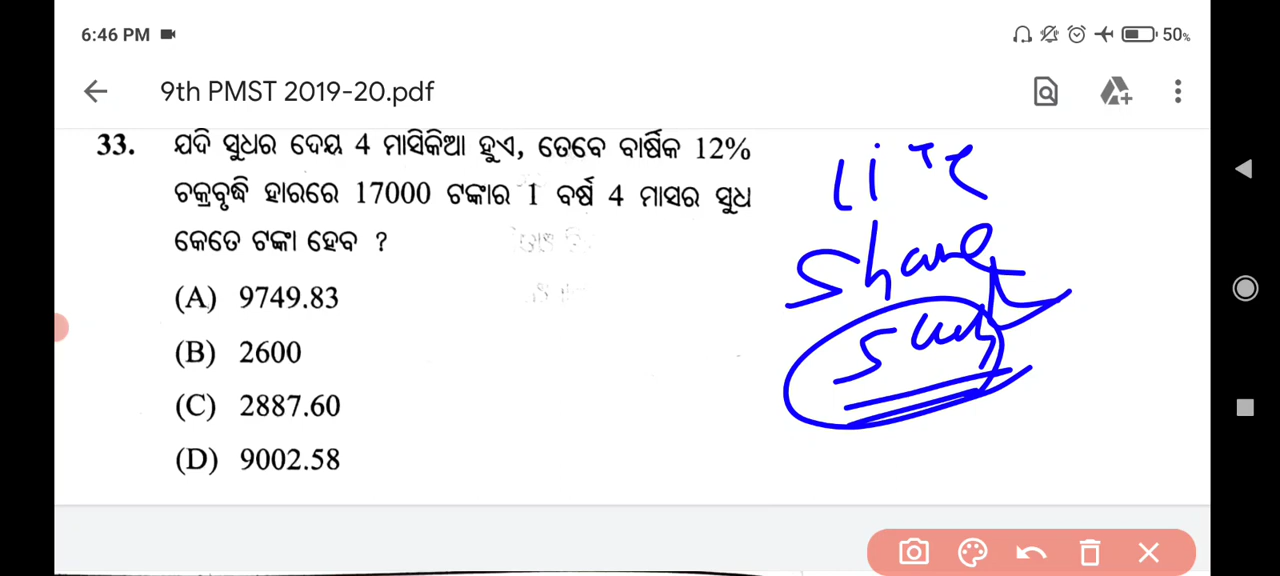 6:46 PM
50%
9th PMST 2019-20.pdf
33. ଯଦି ସୁଧର ଦେୟ 4 ମାସିକିଆ ହୁଏ, ତେବେ ବାର୍ଷିକ 12%
ଚକ୍ରବୃଦ୍ଧି ହାରରେ 17000 ଟଙ୍କାର 1 ବର୍ଷ 4 ମାସର ସୁଧ
କେତେ ଟଙ୍କା ହେବ ?
(A) 9749.83
(B) 2600
(C) 2887.60
(D) 9002.58
Share